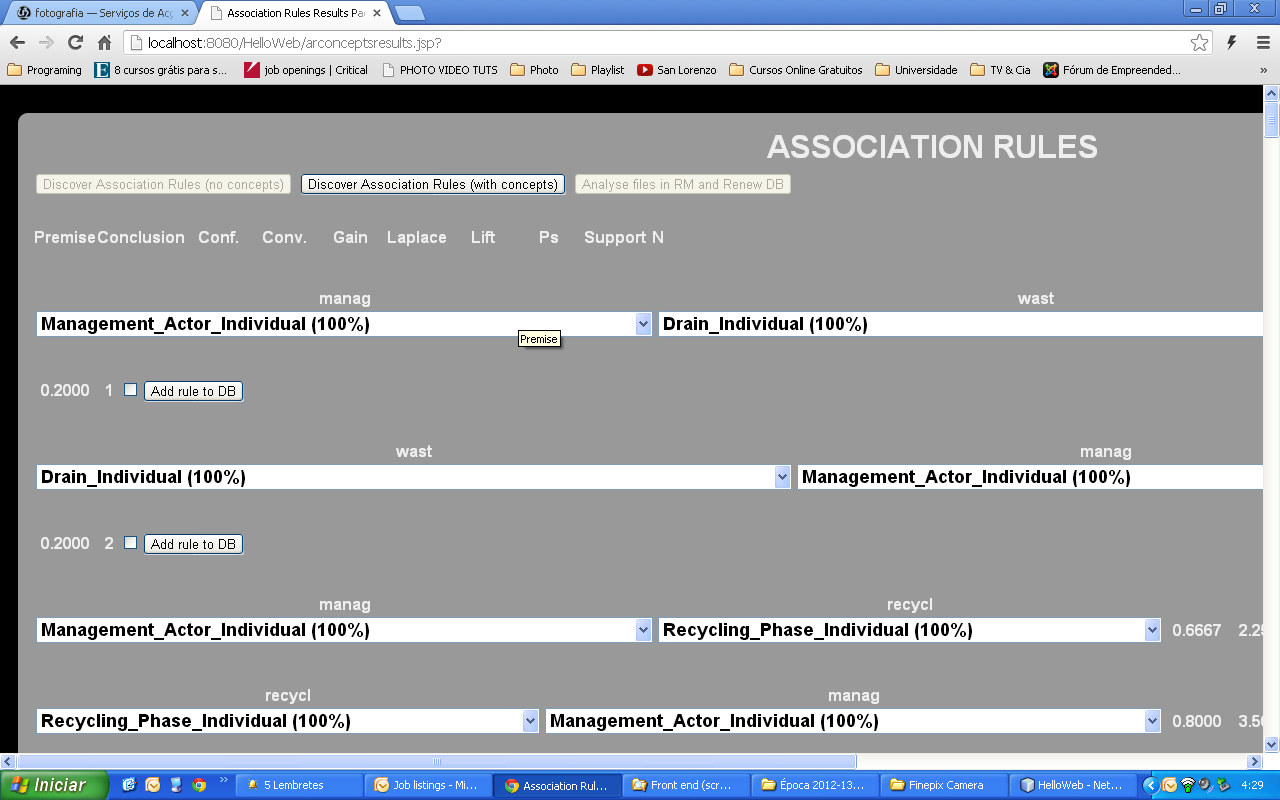 fotografia — Serviços de Aç
Association Rules Results Pa
localhost:8080/HelloWeb/arconceptsresults.jsp?
Programing 8 cursos grátis para s... job openings | Critical PHOTO VIDEO TUTS Photo Playlist San Lorenzo Cursos Online Gratuitos Universidade TV & Cia Fórum de Empreended... »
ASSOCIATION RULES
Discover Association Rules (no concepts) Discover Association Rules (with concepts) Analyse files in RM and Renew DB
Premise Conclusion Conf. Conv. Gain Laplace Lift Ps Support N
manag wast
Management_Actor_Individual (100%) Drain_Individual (100%)
Premise
0.2000 1 Add rule to DB
wast manag
Drain_Individual (100%) Management_Actor_Individual (100%)
0.2000 2 Add rule to DB
manag recycl
Management_Actor_Individual (100%) Recycling_Phase_Individual (100%) 0.6667 2.25
recycl manag
Recycling_Phase_Individual (100%) Management_Actor_Individual (100%) 0.8000 3.50
Iniciar » 5 Lembretes Job listings - Mi... Association Rul... Front end (scr... Época 2012-13... Finepix Camera HelloWeb - Net... 4:29